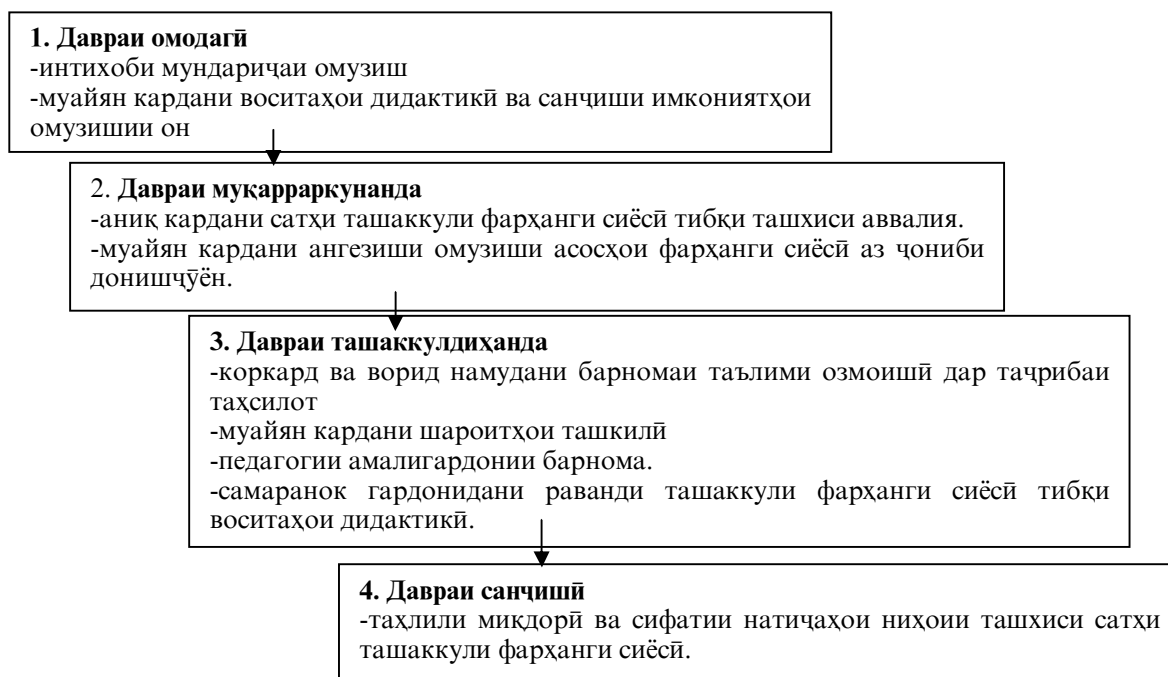 1. Давраи омодагӣ
-интихоби мундариҷаи омузиш
-муайян кардани воситаҳои дидактикӣ ва санҷиши имкониятҳои
омузишии он
2. Давраи муқарраркунанда
-аниқ кардани сатҳи ташаккули фарҳанги сиёсӣ тибқи ташхиси аввалия.
-муайян кардани ангезиши омузиши асосҳои фарҳанги сиёсӣ аз ҷониби
донишҷӯён.
3. Давраи ташаккулдиҳанда
-коркард ва ворид намудани барномаи таълими озмоишӣ дар таҷрибаи
таҳсилот
-муайян кардани шароитҳои ташкилӣ
-педагогии амалигардонии барнома.
-самаранок гардонидани раванди ташаккули фарҳанги сиёсӣ тибқи
воситаҳои дидактикӣ.
4. Давраи санҷишӣ
-таҳлили миқдорӣ ва сифатии натиҷаҳои ниҳоии ташхиси сатҳи
ташаккули фарҳанги сиёсӣ.